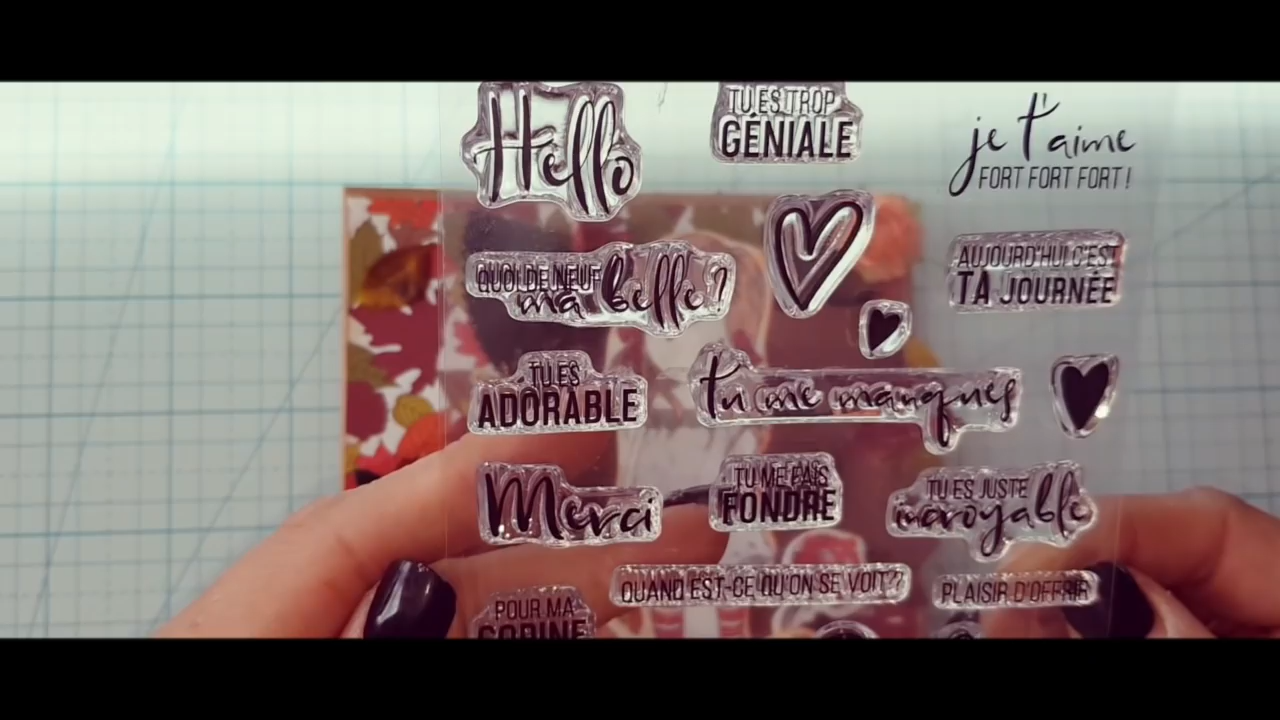 Hello
TU ES TROP
GÉNIALE
je t'aime
FORT FORT FORT !
QUOI DE NEUF
ma belle ?
AUJOURD'HUI C'EST
TA JOURNÉE
TU ES
ADORABLE
tu me manques
Merci
TU ME FAIS
FONDRE
TU ES JUSTE
incroyable
QUAND EST-CE QU'ON SE VOIT??
PLAISIR D'OFFRIR
POUR MA
COPINE